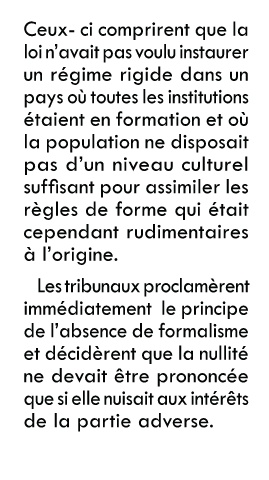 Ceux- ci comprirent que la
loi n'avait pas voulu instaurer
un régime rigide dans un
pays où toutes les institutions
étaient en formation et où
la population ne disposait
pas d'un niveau culturel
suffisant pour assimiler les
règles de forme qui était
cependant rudimentaires
à l'origine.
Les tribunaux proclamèrent
immédiatement le principe
de l'absence de formalisme
et décidèrent que la nullité
ne devait être prononcée
que si elle nuisait aux intérêts
de la partie adverse.